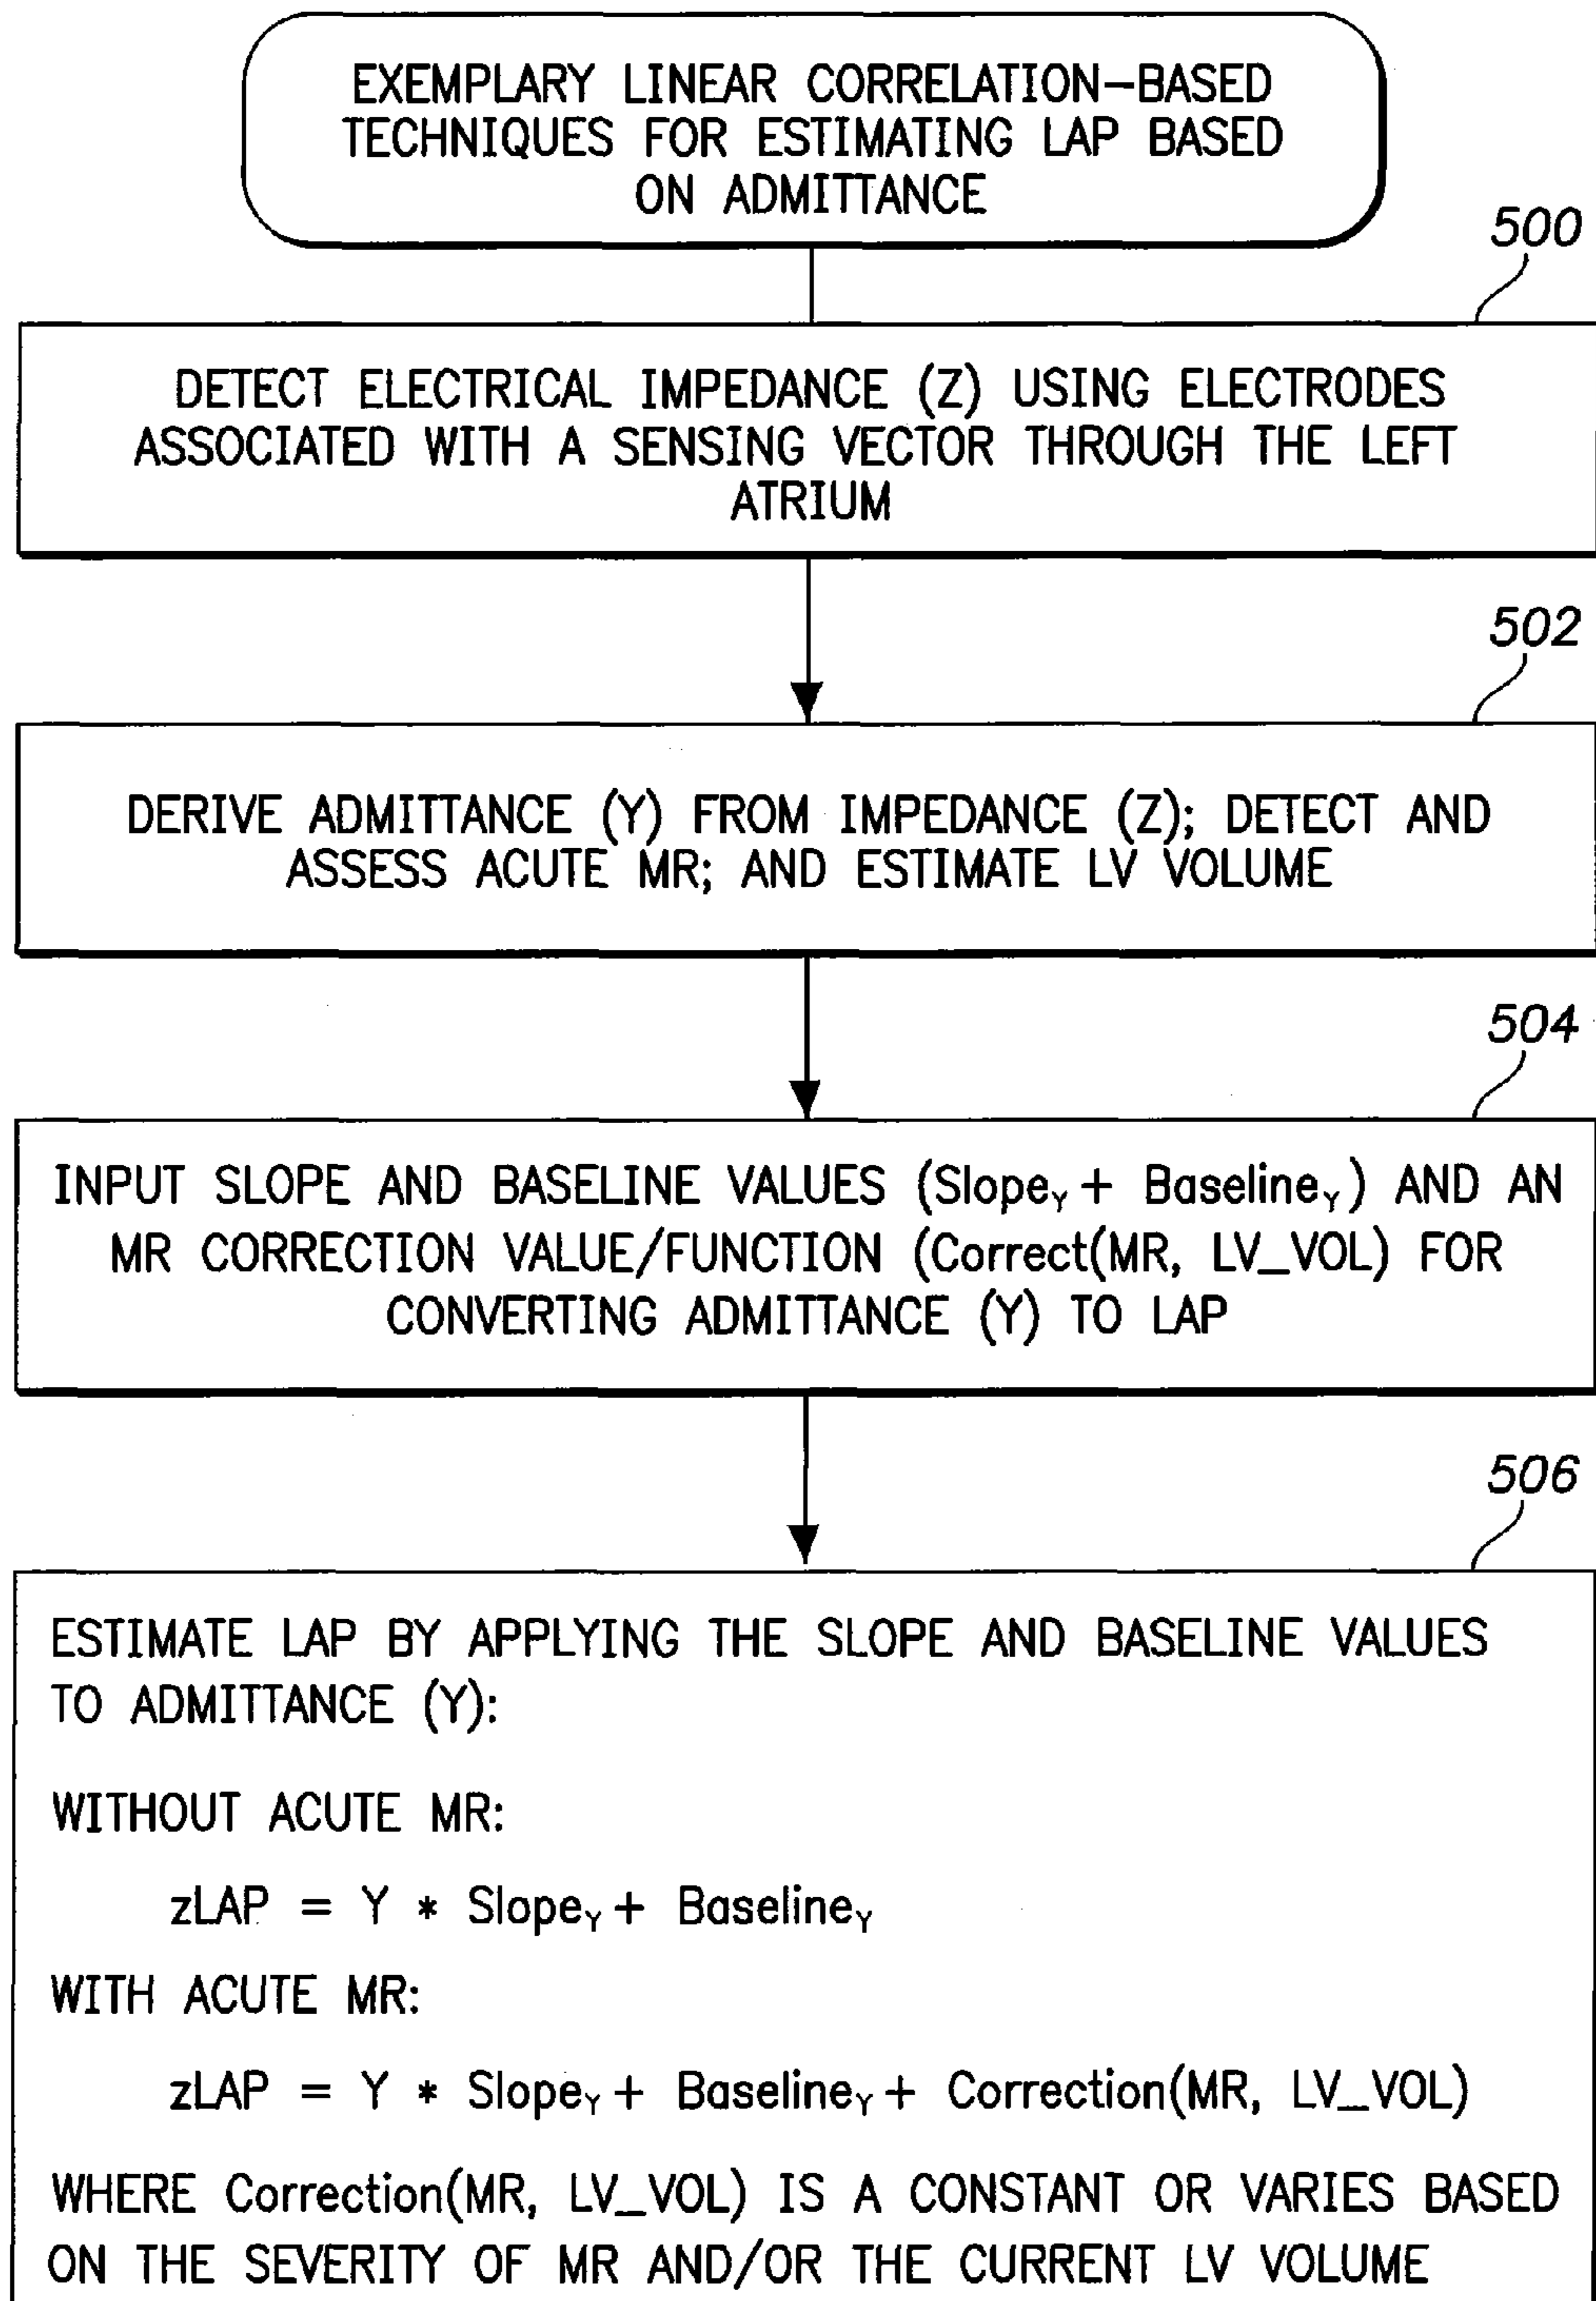 EXEMPLARY LINEAR CORRELATION-BASED
TECHNIQUES FOR ESTIMATING LAP BASED
ON ADMITTANCE
500
DETECT ELECTRICAL IMPEDANCE (Z) USING ELECTRODES
ASSOCIATED WITH A SENSING VECTOR THROUGH THE LEFT
ATRIUM
502
DERIVE ADMITTANCE (Y) FROM IMPEDANCE (Z); DETECT AND
ASSESS ACUTE MR; AND ESTIMATE LV VOLUME
504
INPUT SLOPE AND BASELINE VALUES (SlopeY + BaselineY) AND AN
MR CORRECTION VALUE/FUNCTION (Correct(MR, LV_VOL) FOR
CONVERTING ADMITTANCE (Y) TO LAP
506
ESTIMATE LAP BY APPLYING THE SLOPE AND BASELINE VALUES
TO ADMITTANCE (Y):
WITHOUT ACUTE MR:
zLAP = Y * SlopeY + BaselineY
WITH ACUTE MR:
zLAP = Y * SlopeY + BaselineY + Correction(MR, LV_VOL)
WHERE Correction(MR, LV_VOL) IS A CONSTANT OR VARIES BASED
ON THE SEVERITY OF MR AND/OR THE CURRENT LV VOLUME